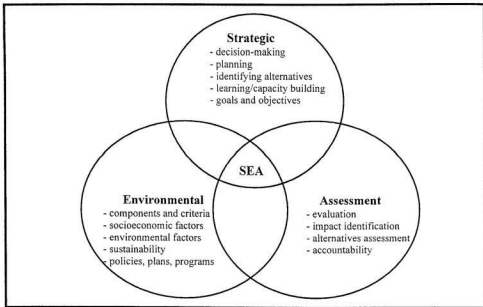 Strategic
- decision-making
- planning
- identifying alternatives
- learning/capacity building
- goals and objectives
SEA
Environmental
- components and criteria
- socioeconomic factors
- environmental factors
- sustainability
- policies, plans, programs
Assessment
- evaluation
- impact identification
- alternatives assessment
- accountability